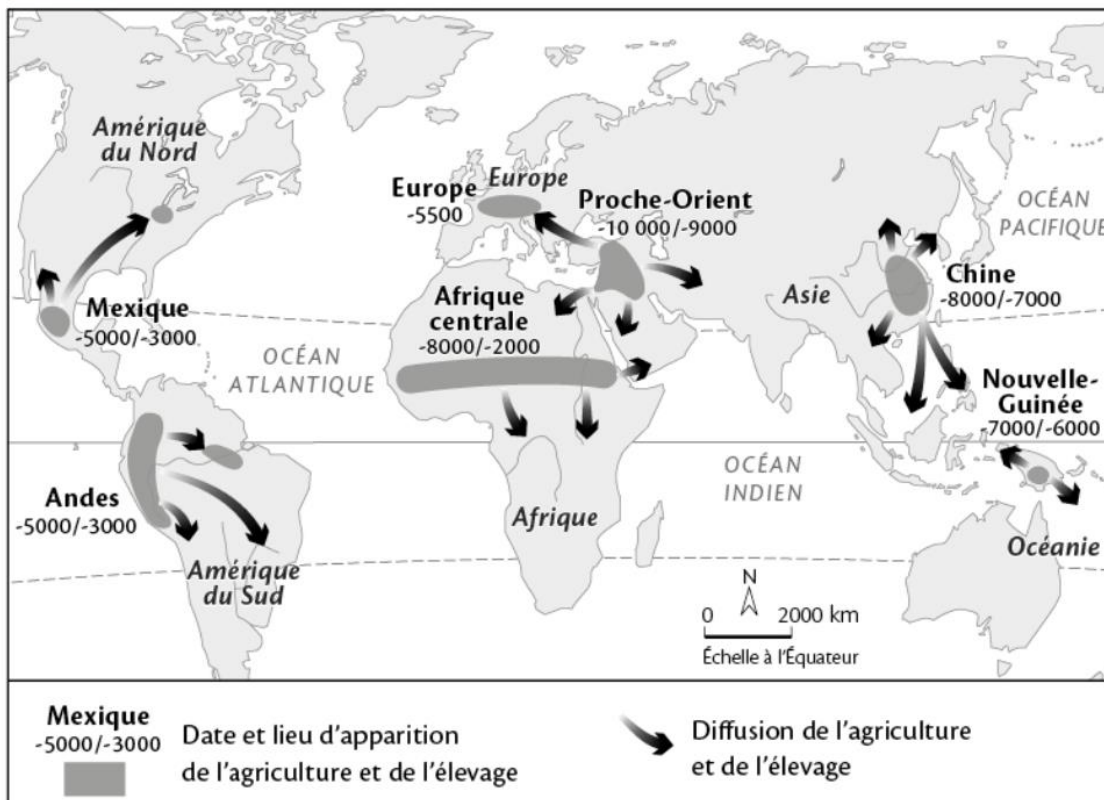 Amérique
du Nord
Europe
-5500
Europe
Proche-Orient
-10 000/-9000
OCÉAN
PACIFIQUE
Chine
-8000/-7000
Asie
Mexique
-5000/-3000
Afrique
centrale
-8000/-2000
OCÉAN
ATLANTIQUE
Nouvelle-
Guinée
-7000/-6000
OCÉAN
INDIEN
Andes
-5000/-3000
Afrique
Océanie
Amérique
du Sud
N
0 2000 km
Échelle à l'Équateur
Mexique
-5000/-3000
Date et lieu d'apparition
de l'agriculture et de l'élevage
Diffusion de l'agriculture
et de l'élevage